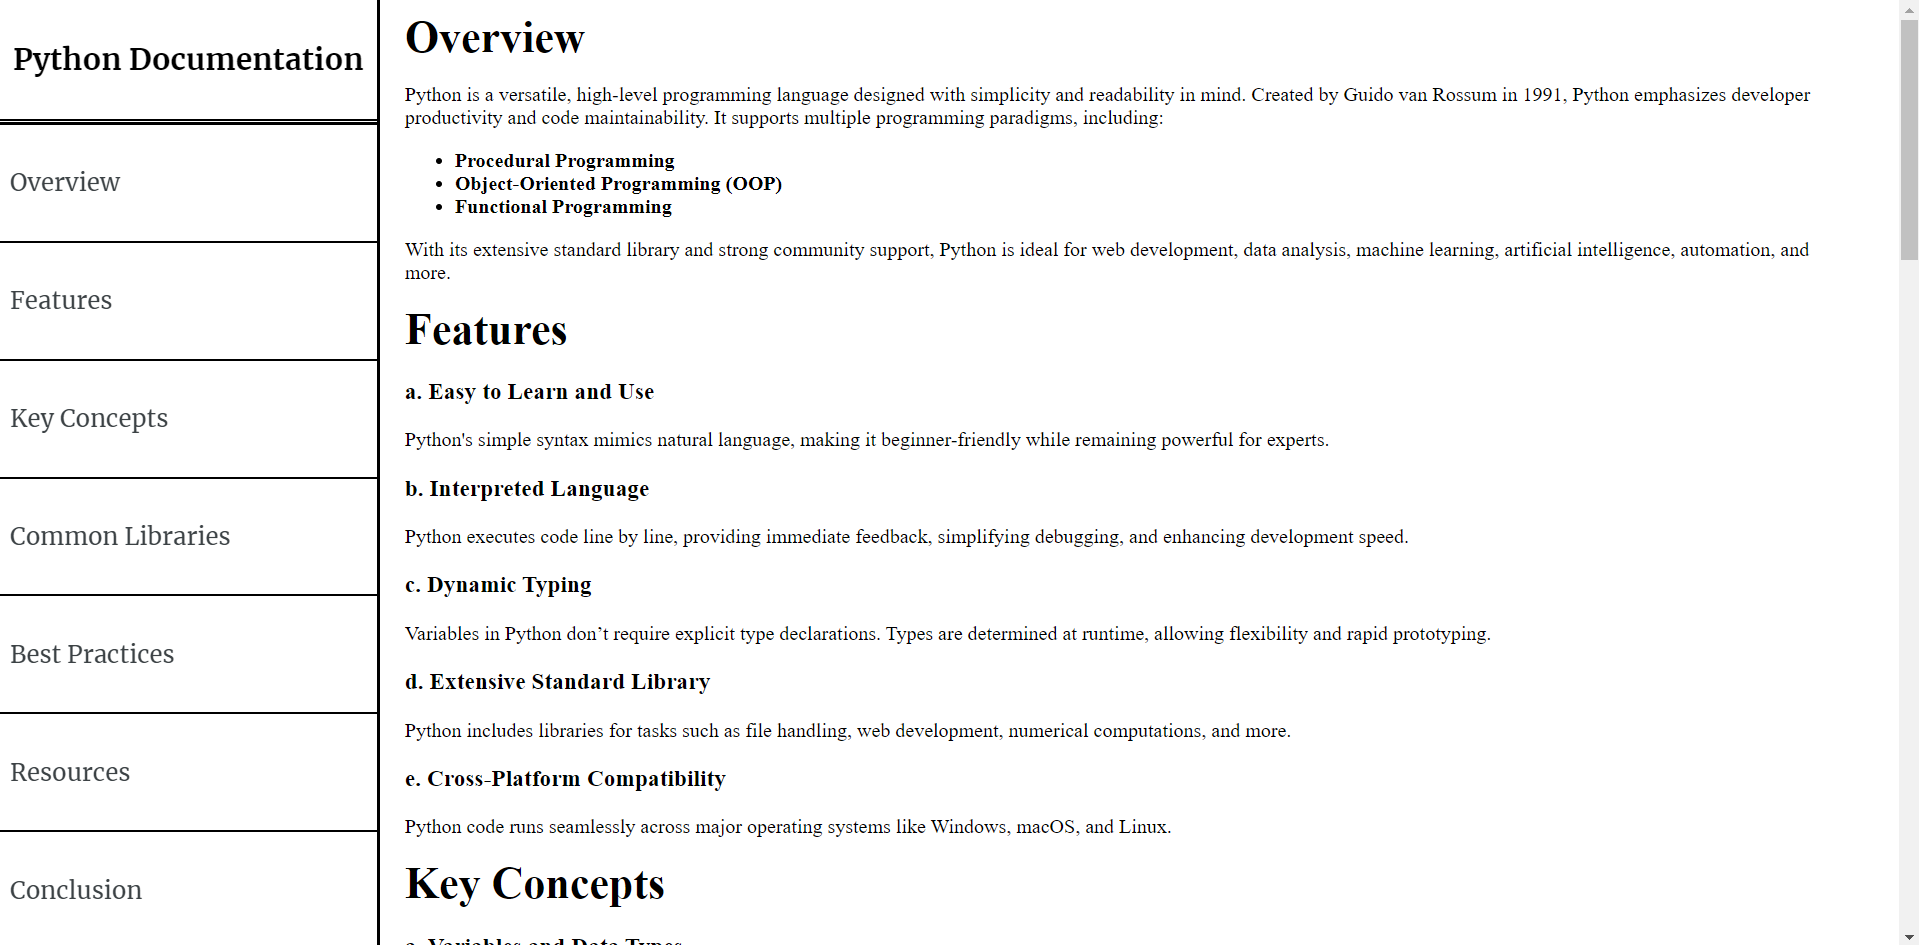 Python Documentation
Overview
Features
Key Concepts
Common Libraries
Best Practices
Resources
Conclusion
Overview
Python is a versatile, high-level programming language designed with simplicity and readability in mind. Created by Guido van Rossum in 1991, Python emphasizes developer
productivity and code maintainability. It supports multiple programming paradigms, including:
• Procedural Programming
• Object-Oriented Programming (OOP)
• Functional Programming
With its extensive standard library and strong community support, Python is ideal for web development, data analysis, machine learning, artificial intelligence, automation, and
more.
Features
a. Easy to Learn and Use
Python's simple syntax mimics natural language, making it beginner-friendly while remaining powerful for experts.
b. Interpreted Language
Python executes code line by line, providing immediate feedback, simplifying debugging, and enhancing development speed.
c. Dynamic Typing
Variables in Python don’t require explicit type declarations. Types are determined at runtime, allowing flexibility and rapid prototyping.
d. Extensive Standard Library
Python includes libraries for tasks such as file handling, web development, numerical computations, and more.
e. Cross-Platform Compatibility
Python code runs seamlessly across major operating systems like Windows, macOS, and Linux.
Key Concepts
a. Variables and Data Types